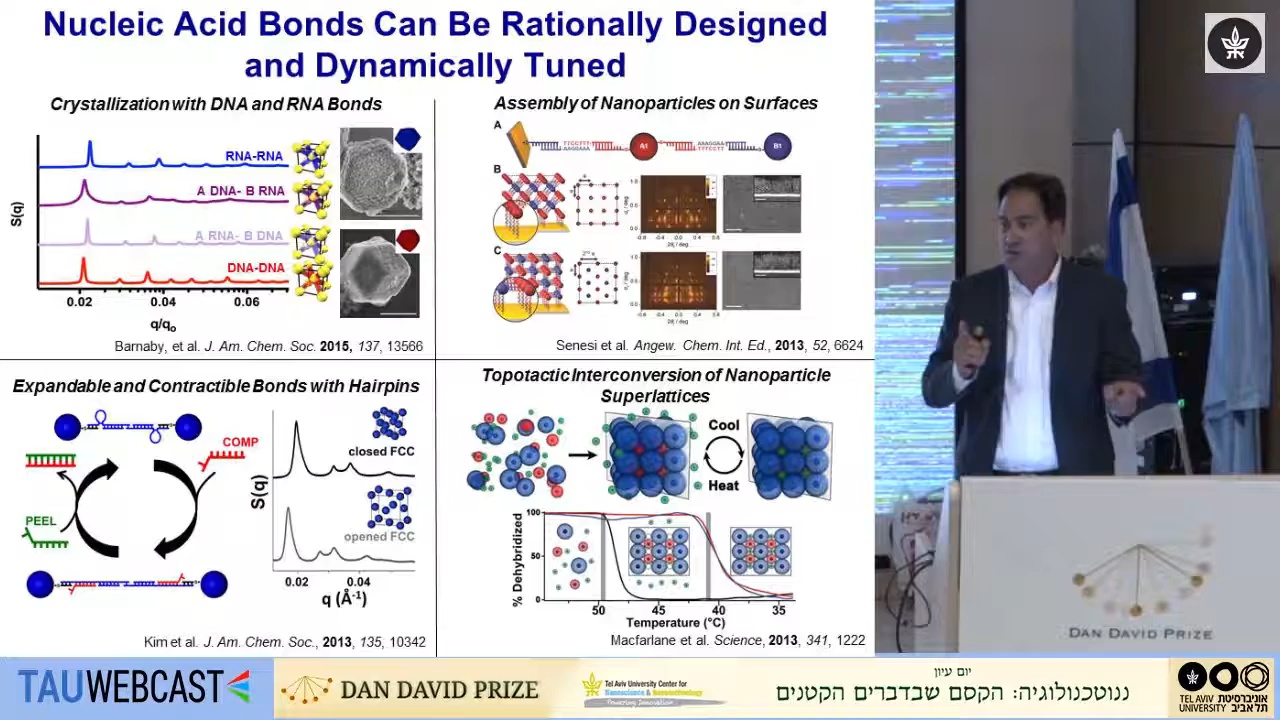 Nucleic Acid Bonds Can Be Rationally Designed
and Dynamically Tuned
Crystallization with DNA and RNA Bonds
S(q)
RNA-RNA
A DNA- B RNA
A RNA- B DNA
DNA-DNA
0.02 0.04 0.06
q/q₀
Barnaby, et al. J. Am. Chem. Soc. 2015, 137, 13566
Assembly of Nanoparticles on Surfaces
A
TTCCTTT
AAGGAAA
A1
AAAGGAA
TTTCCTT
B1
B
C
Senesi et al. Angew. Chem. Int. Ed., 2013, 52, 6624
Expandable and Contractible Bonds with Hairpins
COMP
PEEL
S(q)
closed FCC
opened FCC
0.02 0.04
q (Å-1)
Kim et al. J. Am. Chem. Soc., 2013, 135, 10342
Topotactic Interconversion of Nanoparticle
Superlattices
Cool
Heat
% Dehybridized
100
50
0
50 45 40 35
Temperature (°C)
Macfarlane et al. Science, 2013, 341, 1222
DAN DAVID PRIZE
TAUWEBCAST
DAN DAVID PRIZE
Tel Aviv University Center for
Nanoscience & Nanotechnology
Powering Innovation
יום עיון
ננוטכנולוגיה: הקסם שבדברים הקטנים
TEL AVIV UNIVERSITY
אוניברסיטת תל אביב